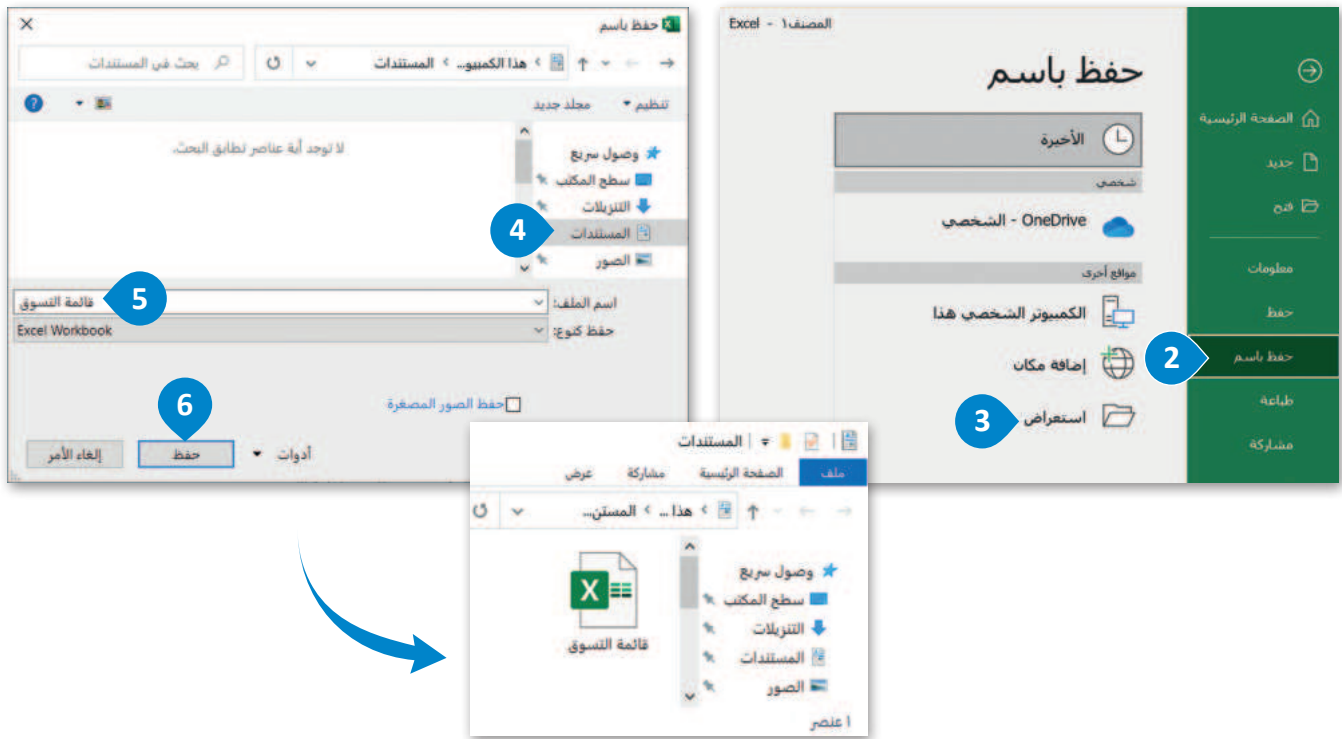 المصنف١ - Excel
حفظ باسم
الصفحة الرئيسية
جديد
فتح
معلومات
حفظ
حفظ باسم
2
طباعة
مشاركة
الأخيرة
شخصي
OneDrive - الشخصي
مواقع أخرى
الكمبيوتر الشخصي هذا
إضافة مكان
استعراض
3
حفظ باسم
هذا الكمبيو... › المستندات
بحث في المستندات
تنظيم
مجلد جديد
لا توجد أية عناصر تطابق البحث.
وصول سريع
سطح المكتب
التنزيلات
المستندات
4
الصور
اسم الملف:
قائمة التسوق
5
حفظ كنوع:
Excel Workbook
حفظ الصور المصغرة
6
أدوات
حفظ
إلغاء الأمر
المستندات
ملف
الصفحة الرئيسية
مشاركة
عرض
هذا ... › المستن...
وصول سريع
سطح المكتب
التنزيلات
المستندات
الصور
قائمة التسوق
١ عنصر